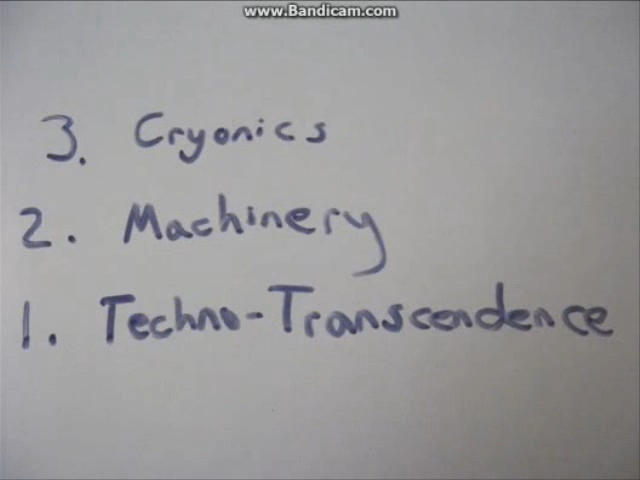 www.Bandicam.com
3. Cryonics
2. Machinery
1. Techno-Transcendence